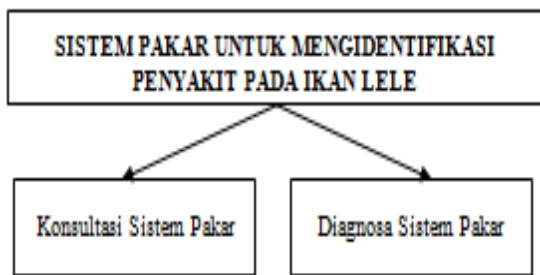 SISTEM PAKAR UNTUK MENGIDENTIFIKASI
PENYAKIT PADA IKAN LELE
Konsultasi Sistem Pakar
Diagnosa Sistem Pakar